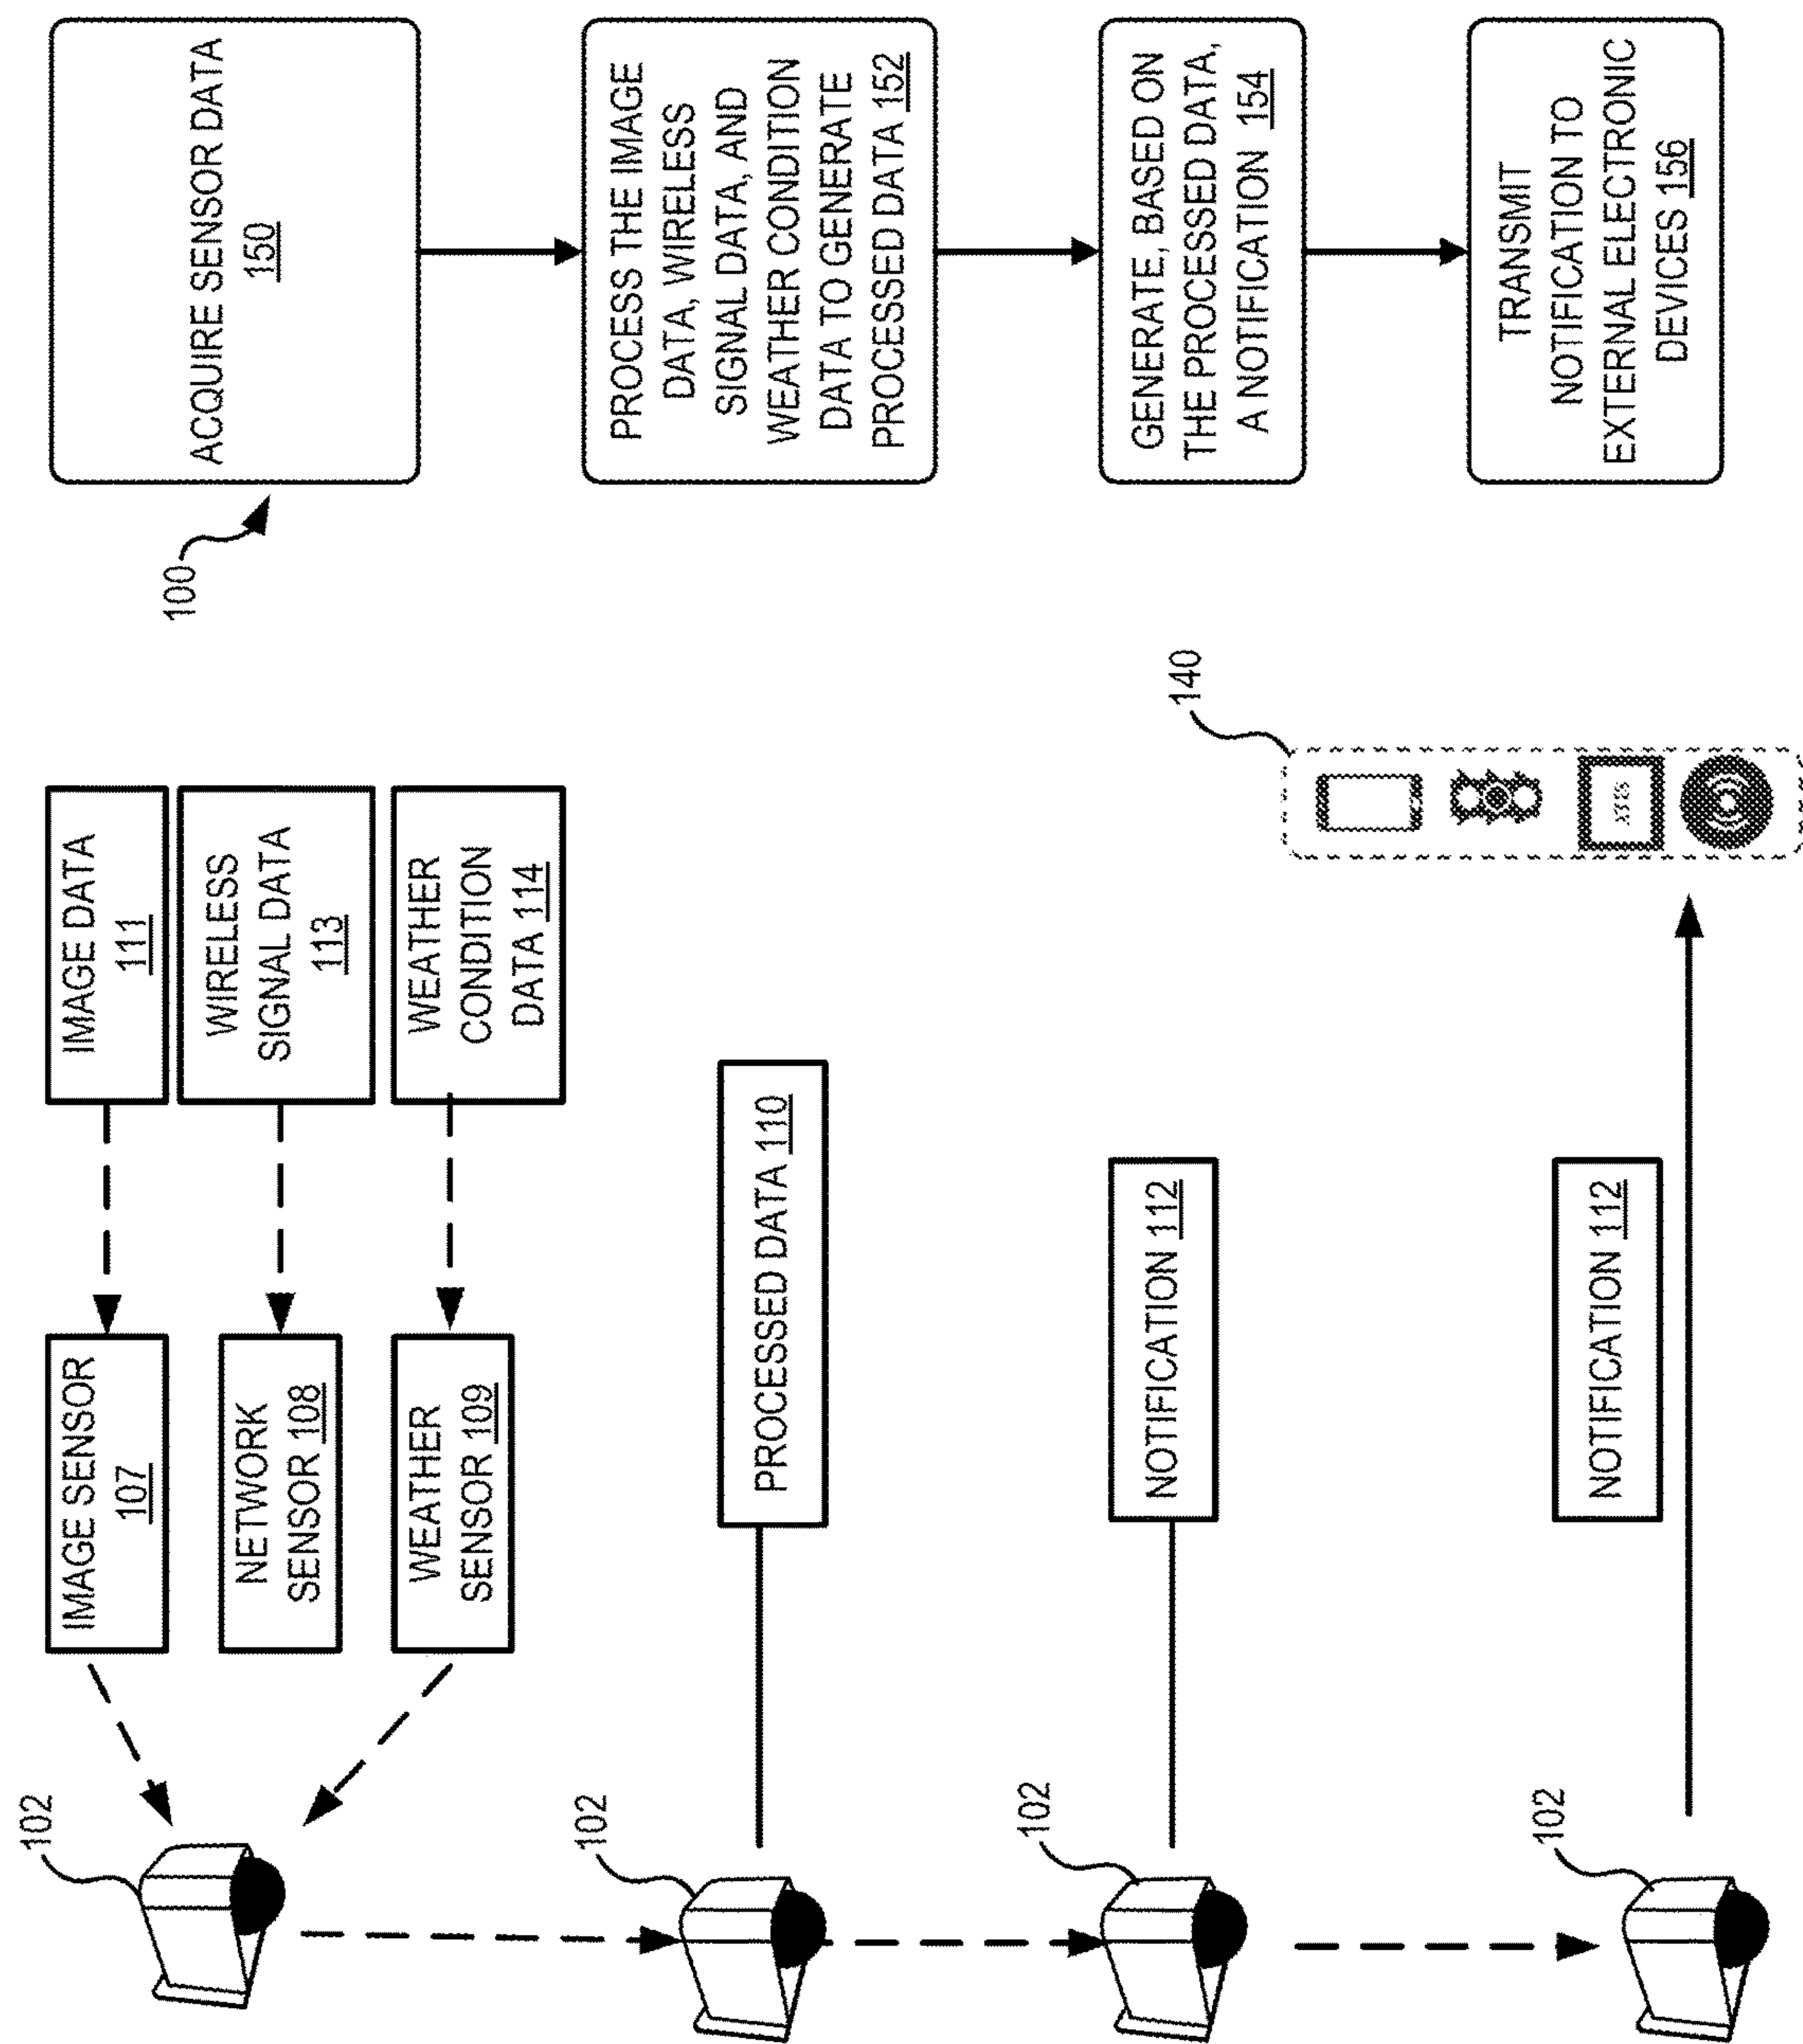 102
IMAGE SENSOR
107
NETWORK
SENSOR 108
WEATHER
SENSOR 109
IMAGE DATA
111
WIRELESS
SIGNAL DATA
113
WEATHER
CONDITION
DATA 114
100
ACQUIRE SENSOR DATA
150
102
PROCESSED DATA 110
PROCESS THE IMAGE
DATA, WIRELESS
SIGNAL DATA, AND
WEATHER CONDITION
DATA TO GENERATE
PROCESSED DATA 152
102
NOTIFICATION 112
GENERATE, BASED ON
THE PROCESSED DATA,
A NOTIFICATION 154
102
NOTIFICATION 112
140
TRANSMIT
NOTIFICATION TO
EXTERNAL ELECTRONIC
DEVICES 156